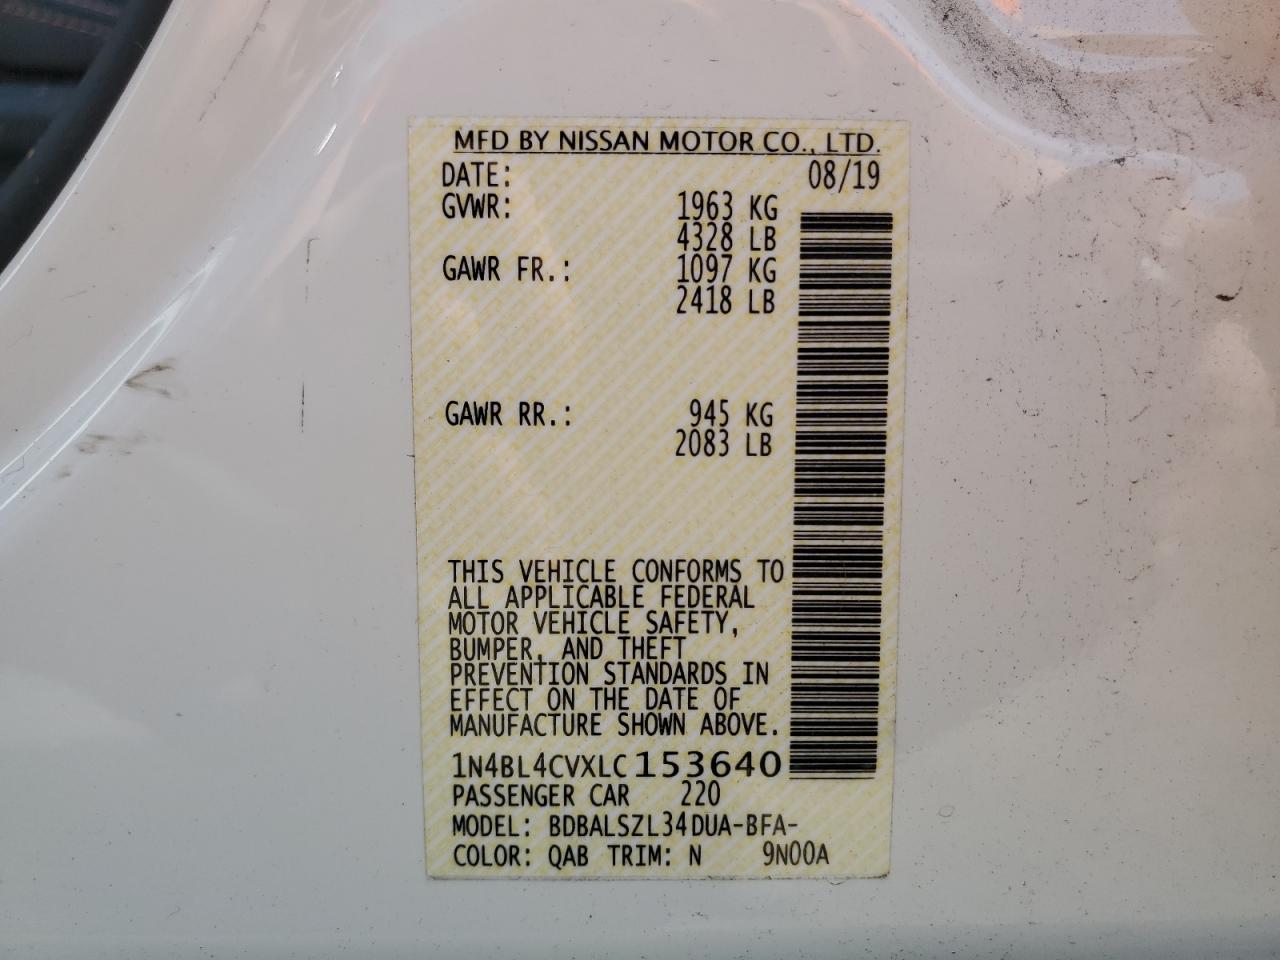 MFD BY NISSAN MOTOR CO., LTD.
DATE: 08/19
GVWR: 1963 KG
4328 LB
GAWR FR.: 1097 KG
2418 LB
GAWR RR.: 945 KG
2083 LB
THIS VEHICLE CONFORMS TO
ALL APPLICABLE FEDERAL
MOTOR VEHICLE SAFETY,
BUMPER, AND THEFT
PREVENTION STANDARDS IN
EFFECT ON THE DATE OF
MANUFACTURE SHOWN ABOVE.
1N4BL4CVXLC153640
PASSENGER CAR 220
MODEL: BDBALSZL34DUA-BFA-
COLOR: QAB TRIM: N 9N00A